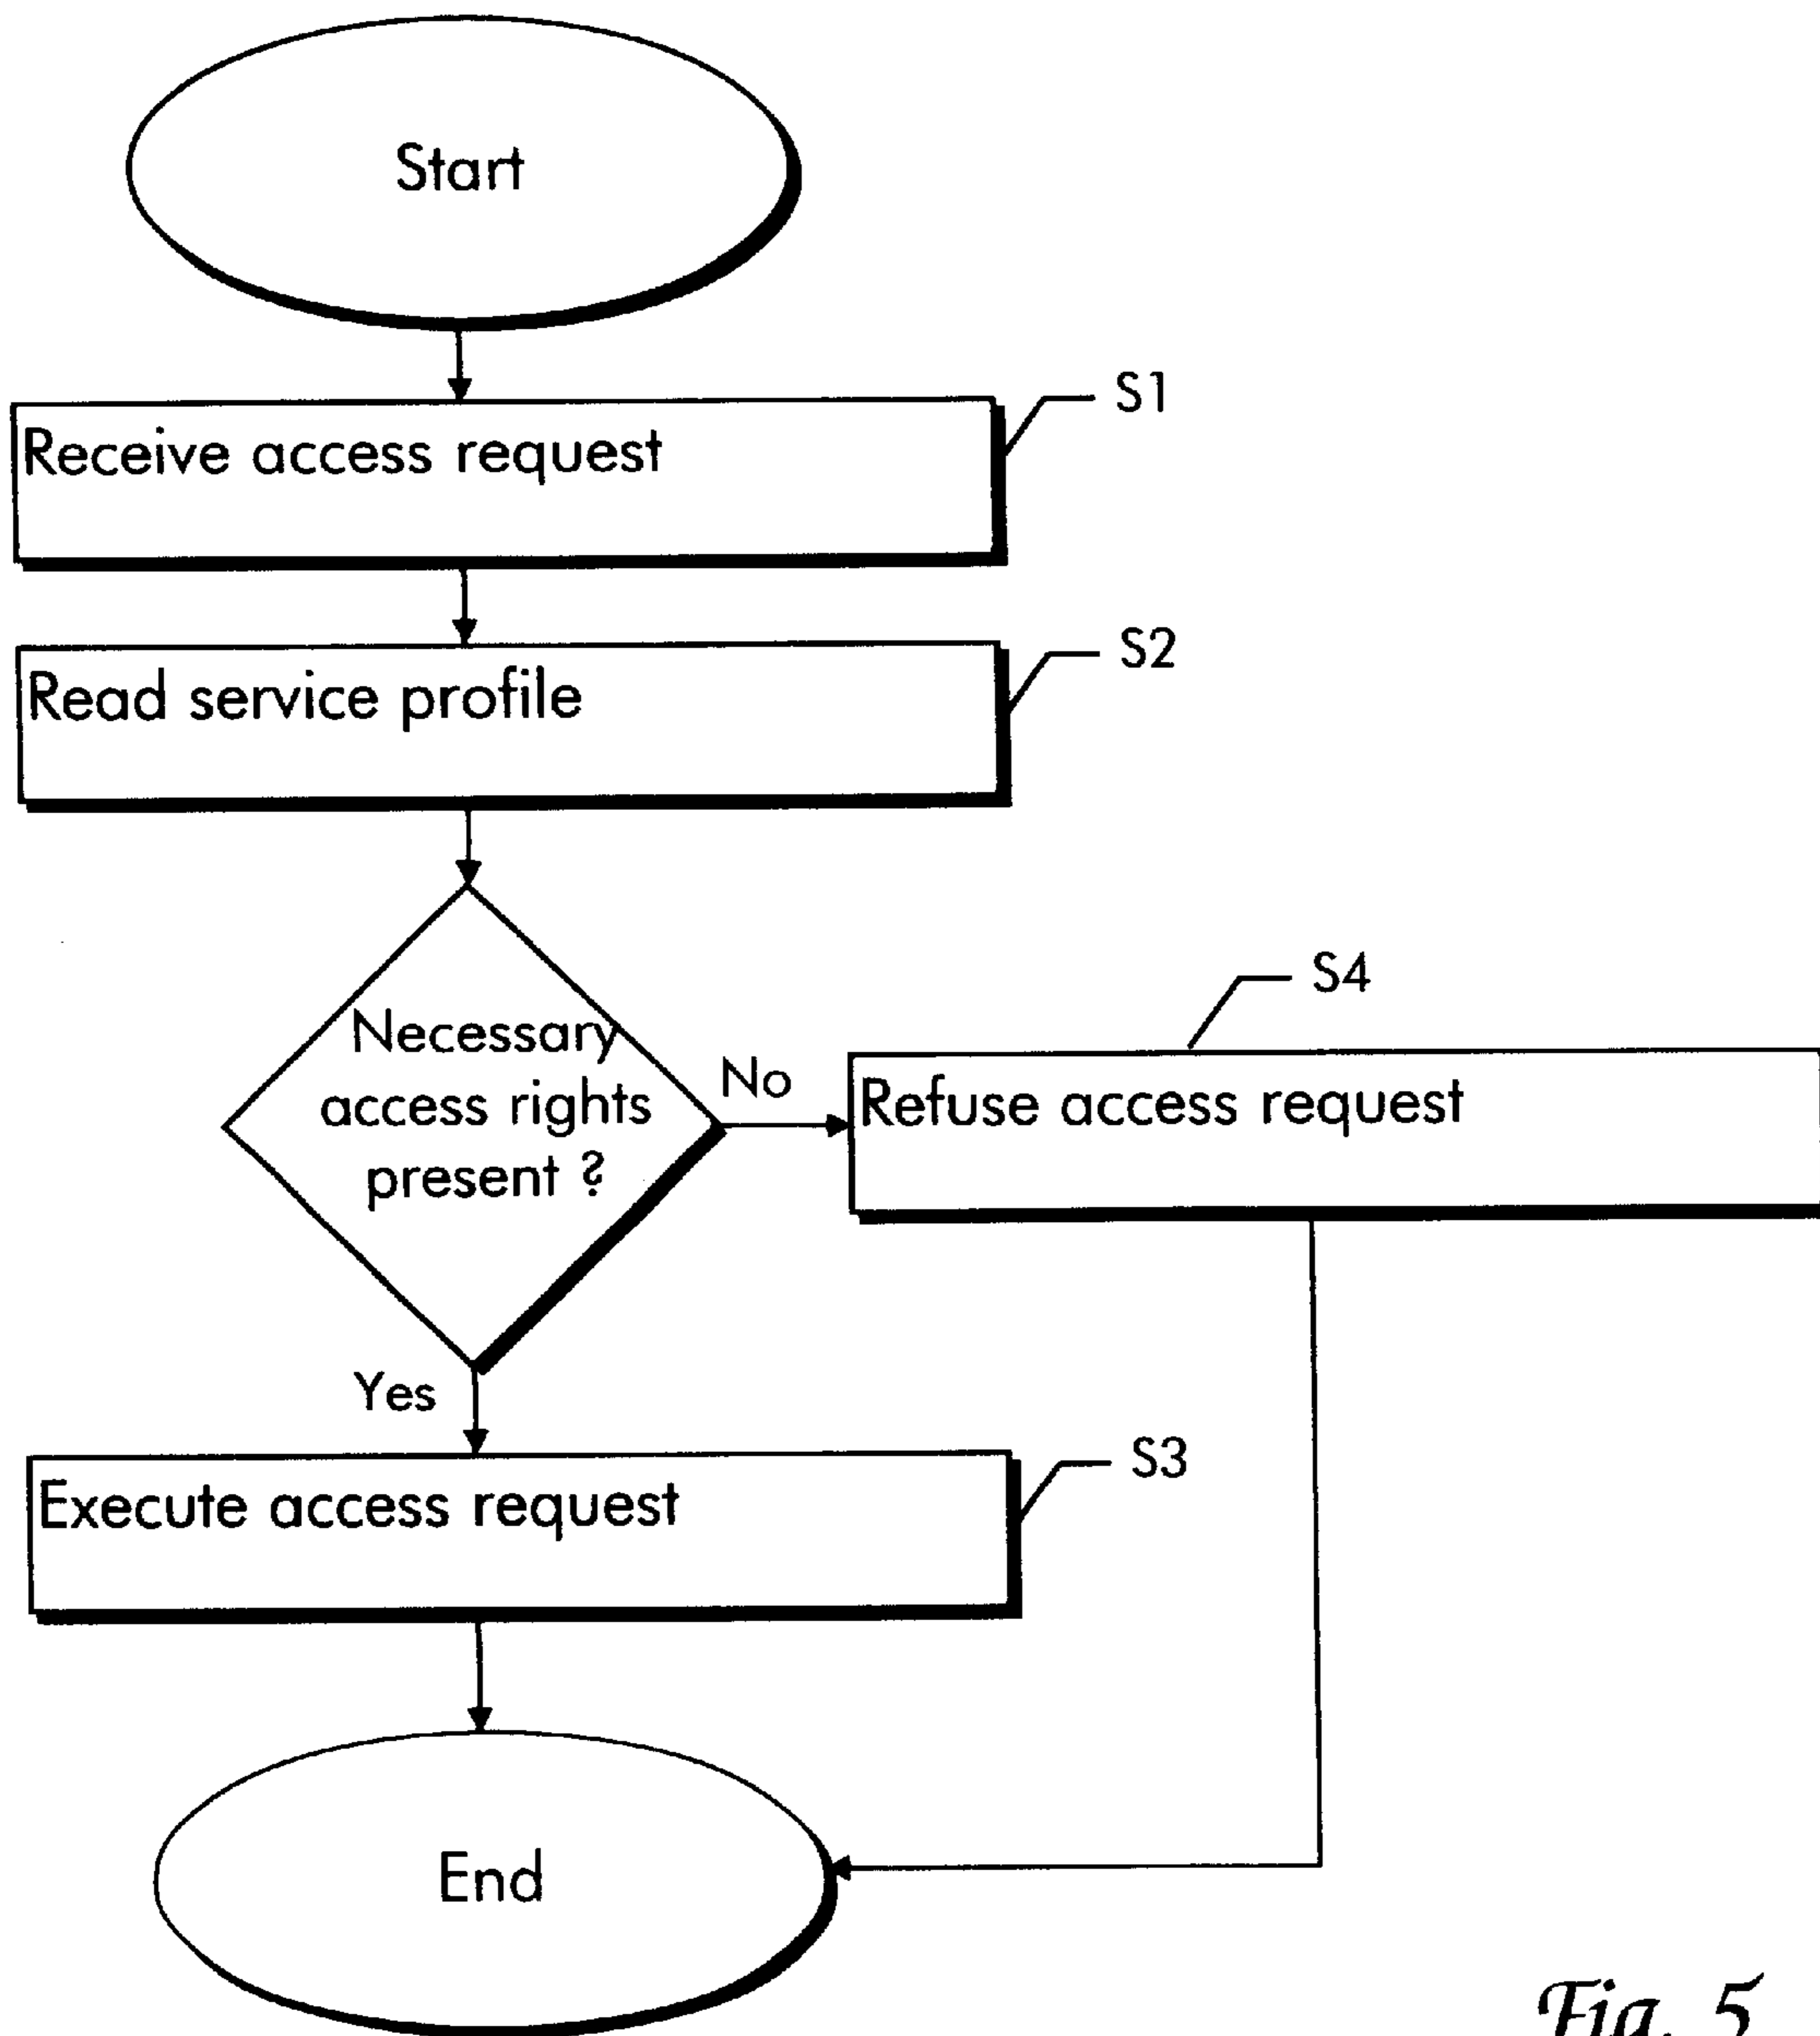 Start
S1
Receive access request
S2
Read service profile
Necessary
access rights
present ?
No
S4
Refuse access request
Yes
S3
Execute access request
End
Fig. 5